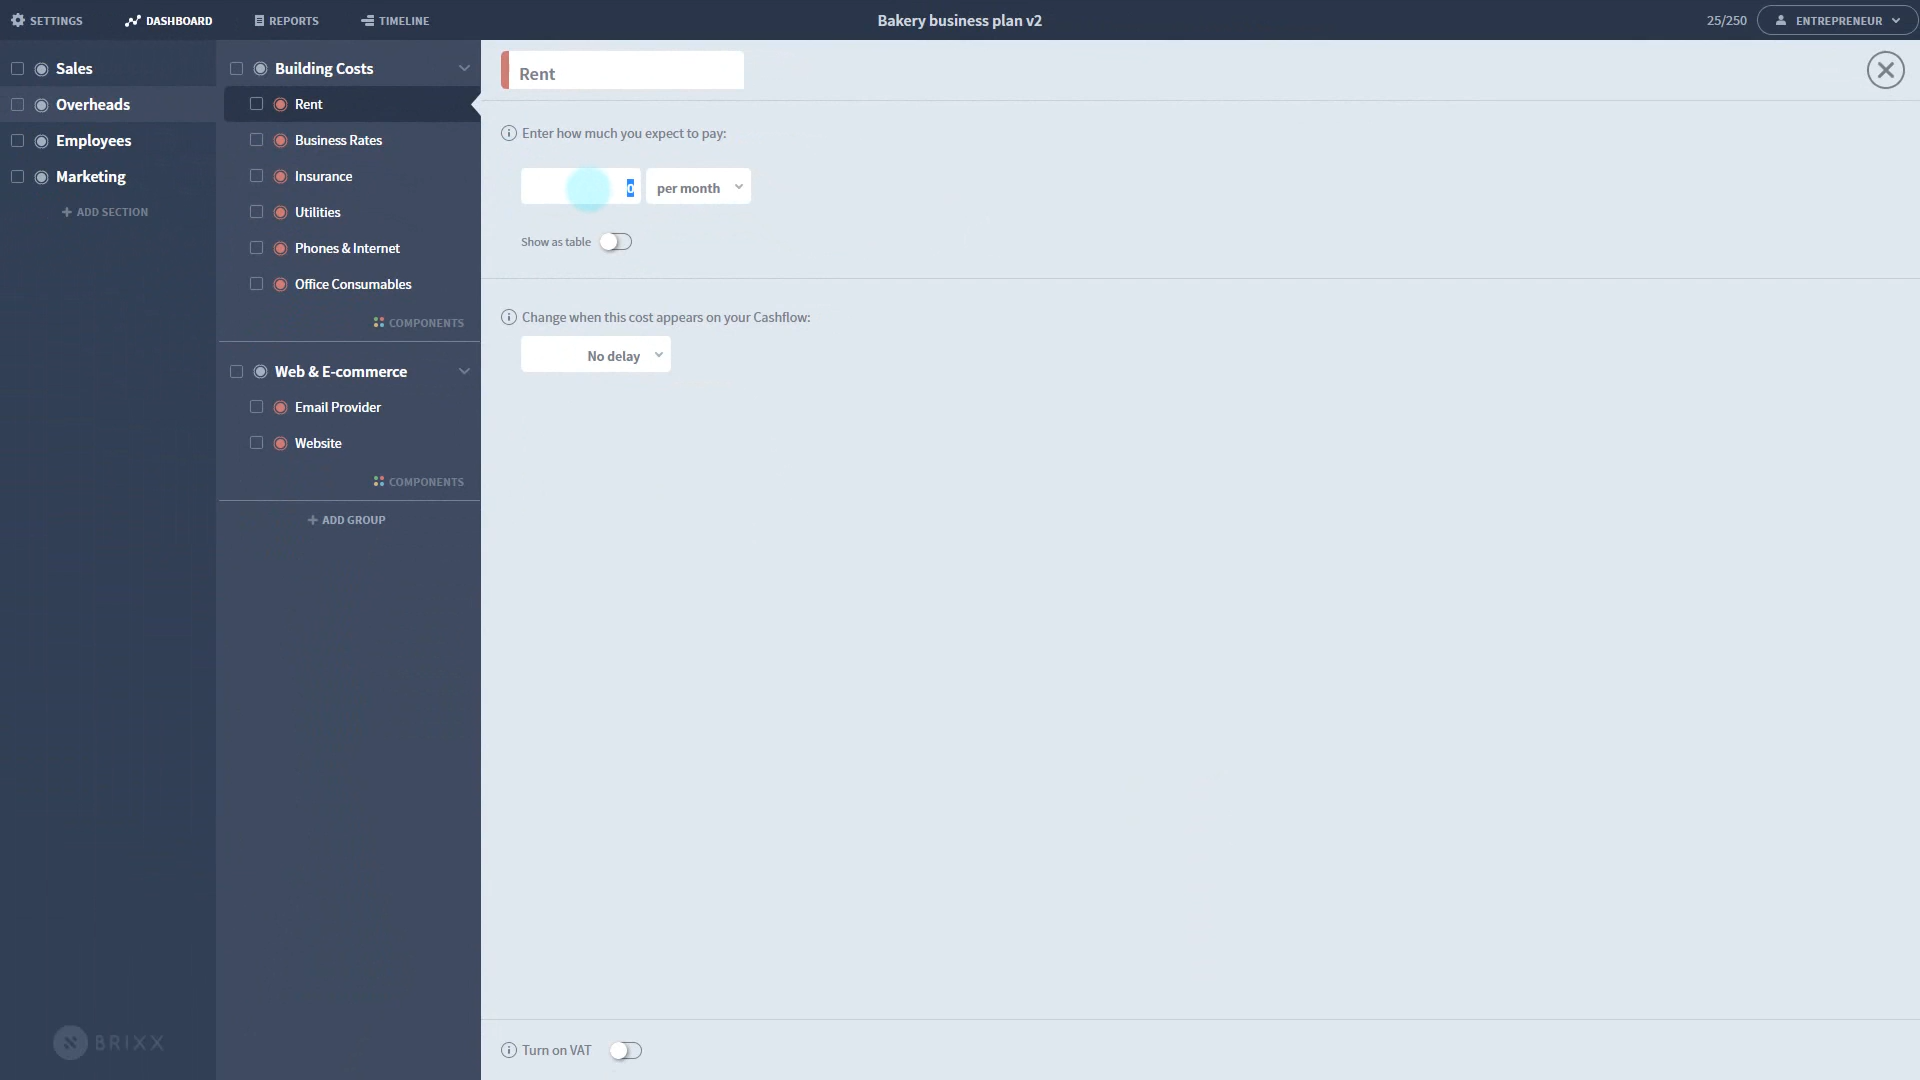 SETTINGS
DASHBOARD
REPORTS
TIMELINE
Bakery business plan v2
25/250
ENTREPRENEUR
Sales
Overheads
Employees
Marketing
ADD SECTION
Building Costs
Rent
Business Rates
Insurance
Utilities
Phones & Internet
Office Consumables
COMPONENTS
Web & E-commerce
Email Provider
Website
COMPONENTS
ADD GROUP
Rent
Enter how much you expect to pay:
0
per month
Show as table
Change when this cost appears on your Cashflow:
No delay
Turn on VAT
BRIXX